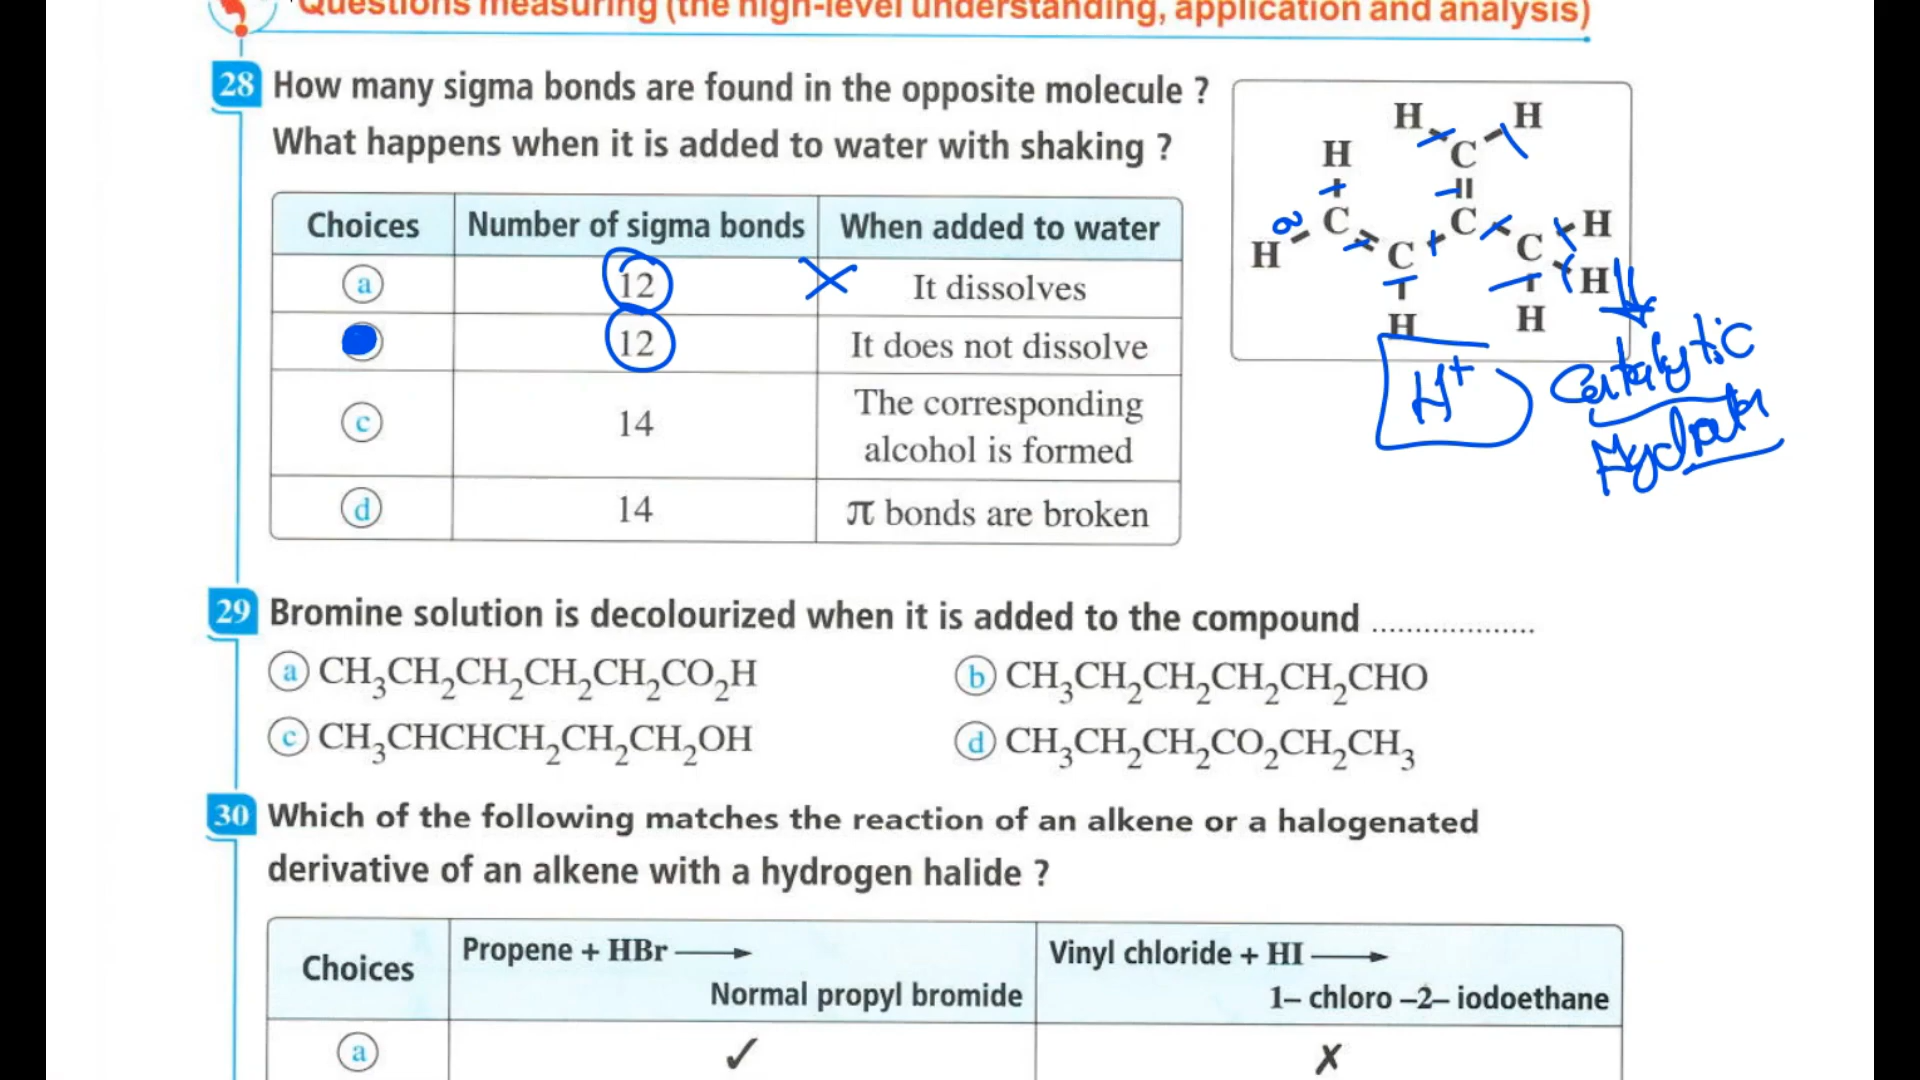 Questions measuring (the high-level understanding, application and analysis)
28 How many sigma bonds are found in the opposite molecule ?
What happens when it is added to water with shaking ?
Choices Number of sigma bonds When added to water
a 12 It dissolves
12 It does not dissolve
c 14 The corresponding
alcohol is formed
d 14 π bonds are broken
H H
H C
C C H
H C C H
H H
H+
Catalytic
29 Bromine solution is decolourized when it is added to the compound ...................
a CH3CH2CH2CH2CH2CO2H b CH3CH2CH2CH2CH2CHO
c CH3CHCHCH2CH2CH2OH d CH3CH2CH2CO2CH2CH3
30 Which of the following matches the reaction of an alkene or a halogenated
derivative of an alkene with a hydrogen halide ?
Choices Propene + HBr ⟶ Vinyl chloride + HI ⟶
Normal propyl bromide 1– chloro –2– iodoethane
a ✓ ✗